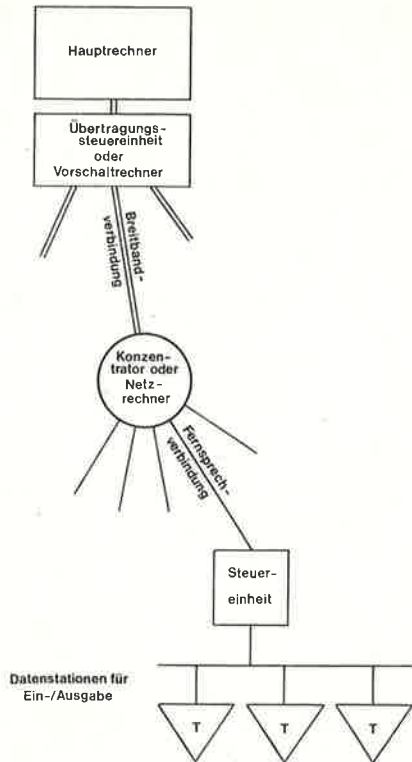 Hauptrechner
Übertragungs-
steuereinheit
oder
Vorschaltrechner
Breitband-
verbindung
Konzen-
trator oder
Netz-
rechner
Fernsprech-
verbindung
Steuer-
einheit
Datenstationen für
Ein-/Ausgabe
T
T
T